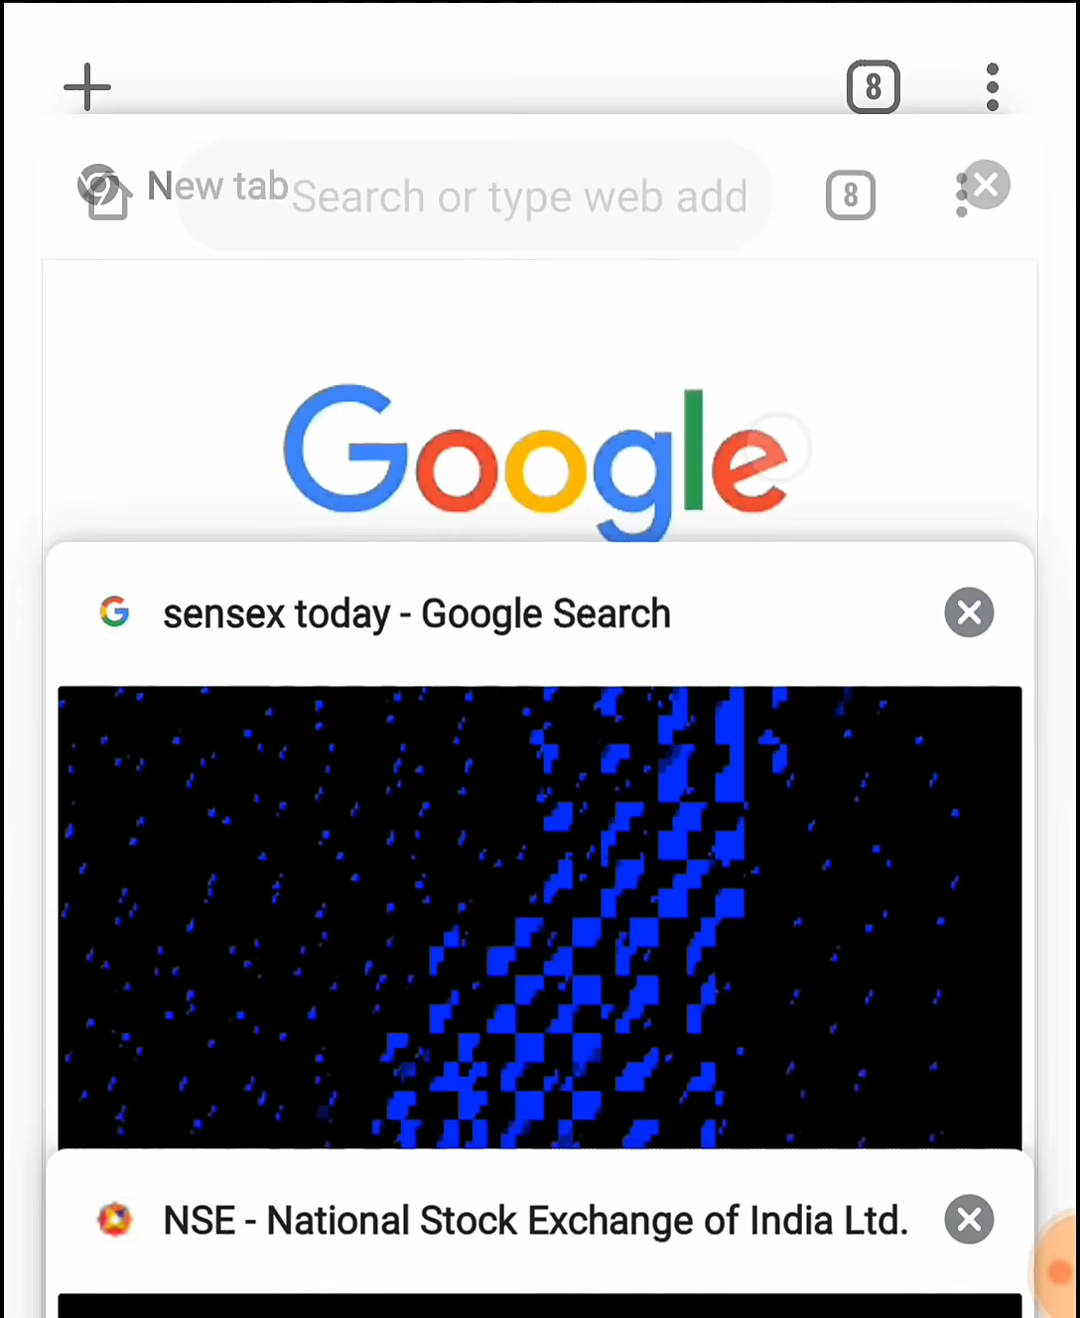 8
New tab
Search or type web add
8
Google
sensex today - Google Search
NSE - National Stock Exchange of India Ltd.